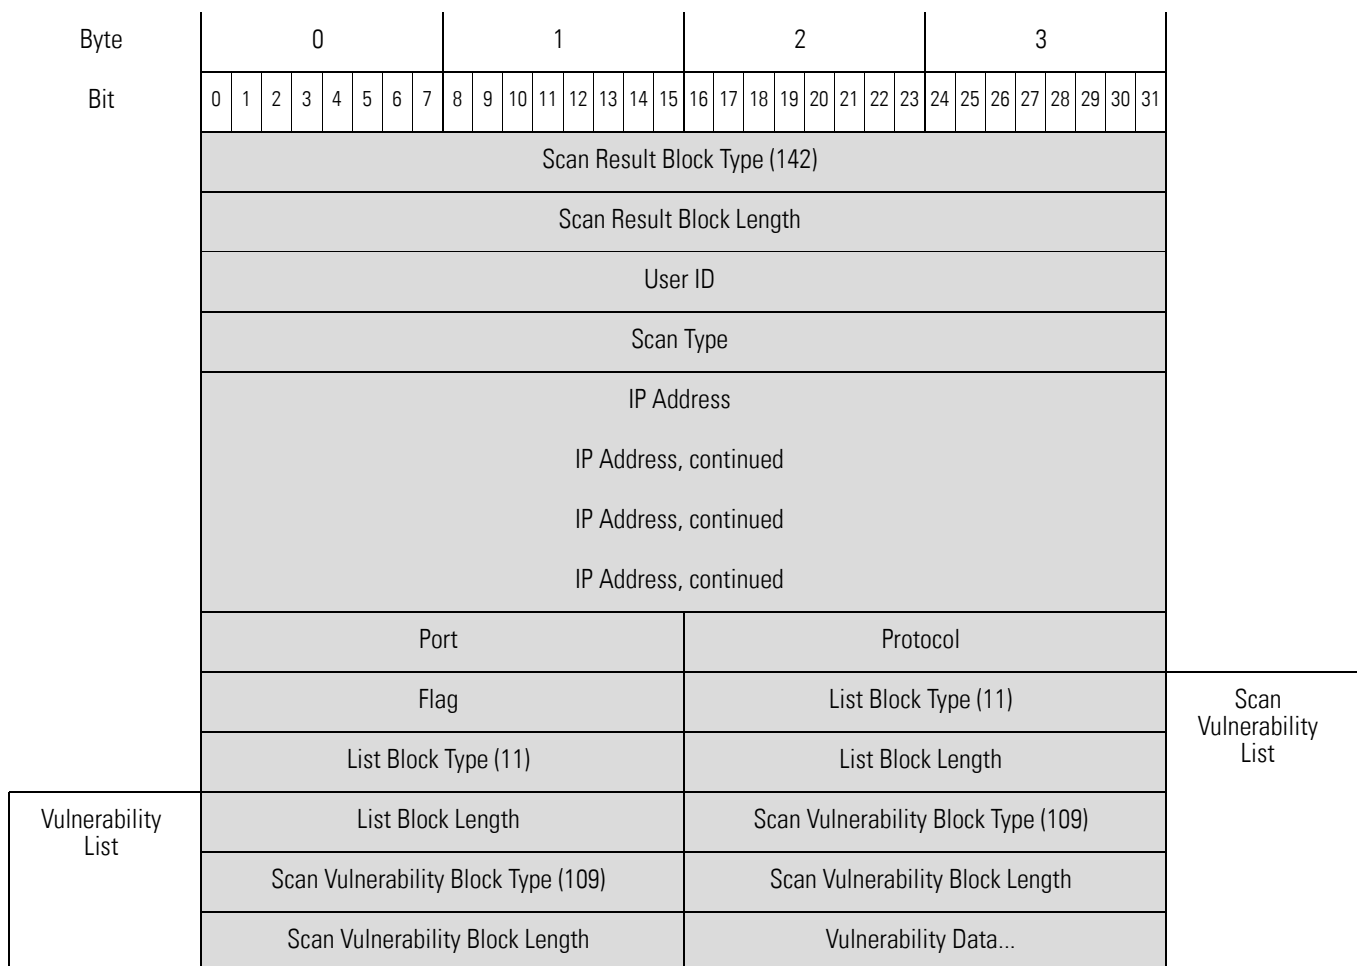 Byte 0 1 2 3
Bit 0 1 2 3 4 5 6 7 8 9 10 11 12 13 14 15 16 17 18 19 20 21 22 23 24 25 26 27 28 29 30 31
Scan Result Block Type (142)
Scan Result Block Length
User ID
Scan Type
IP Address
IP Address, continued
IP Address, continued
IP Address, continued
Port Protocol
Flag List Block Type (11) Scan
Vulnerability
List
List Block Type (11) List Block Length
Vulnerability
List
List Block Length Scan Vulnerability Block Type (109)
Scan Vulnerability Block Type (109) Scan Vulnerability Block Length
Scan Vulnerability Block Length Vulnerability Data...